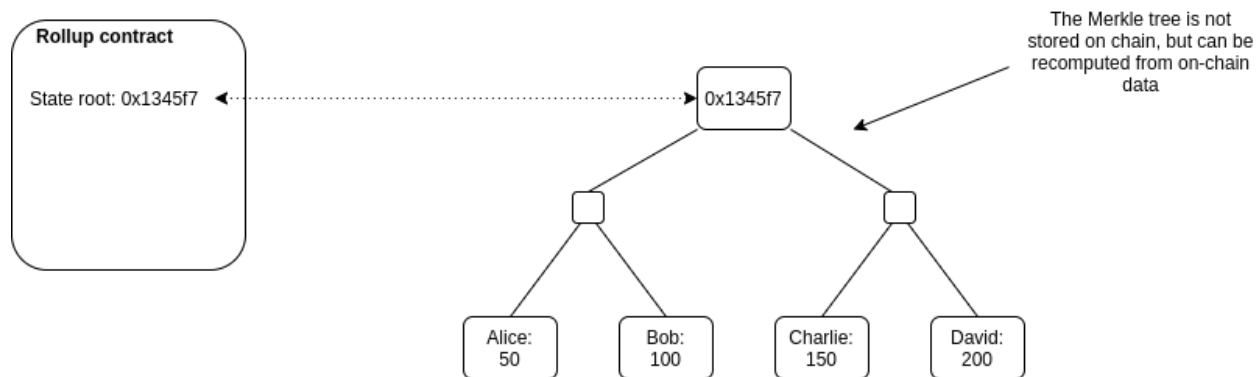 Rollup contract
State root: 0x1345f7
The Merkle tree is not
stored on chain, but can be
recomputed from on-chain
data
0x1345f7
Alice:
50
Bob:
100
Charlie:
150
David:
200